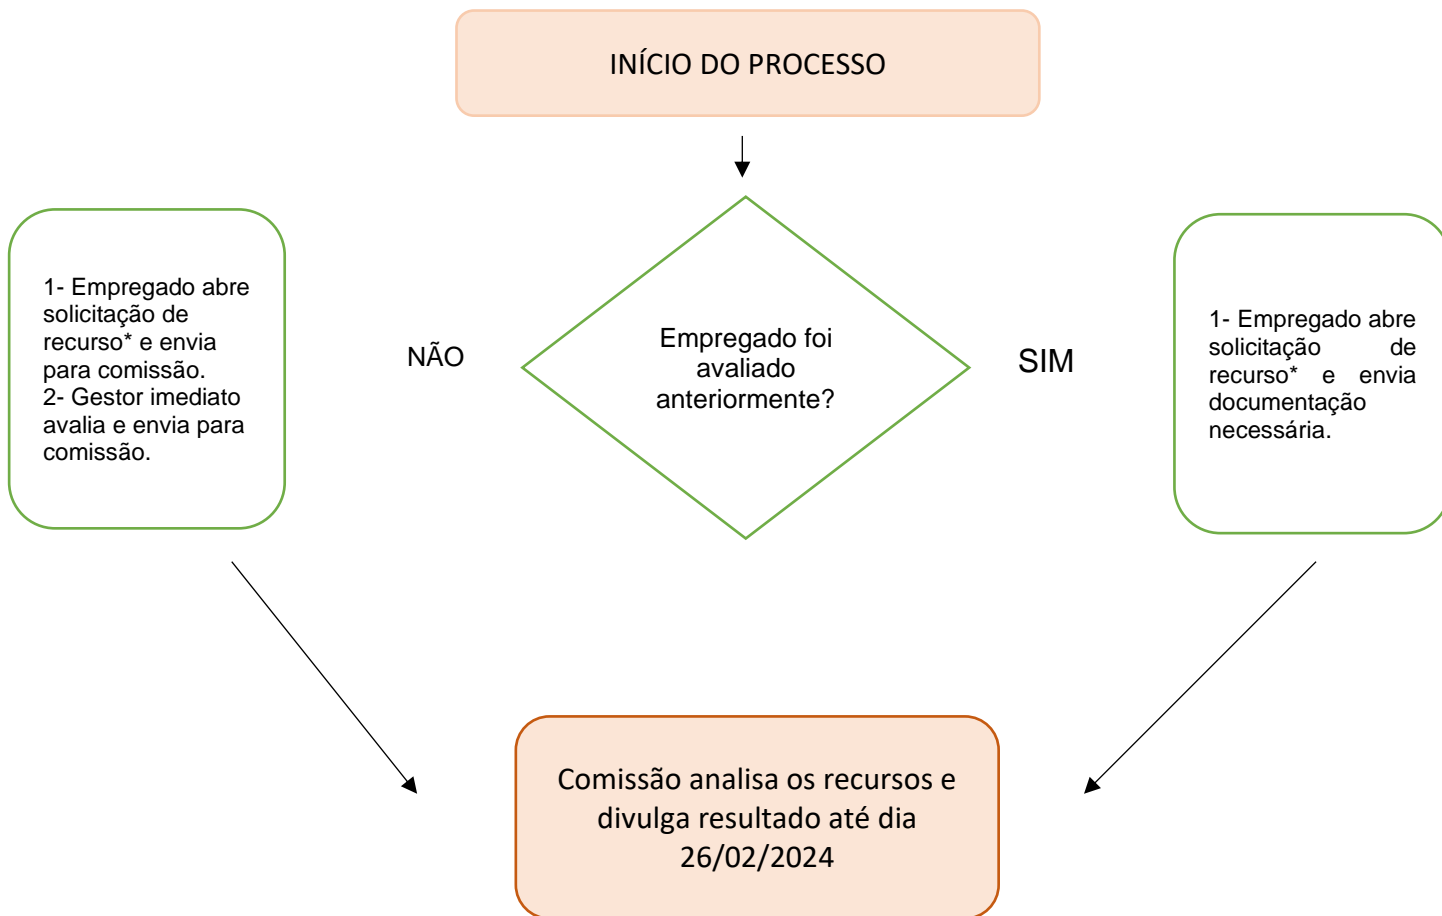 INÍCIO DO PROCESSO
1- Empregado abre
solicitação de
recurso* e envia
para comissão.
2- Gestor imediato
avalia e envia para
comissão.
NÃO
Empregado foi
avaliado
anteriormente?
SIM
1- Empregado abre
solicitação de
recurso* e envia
documentação
necessária.
Comissão analisa os recursos e
divulga resultado até dia
26/02/2024